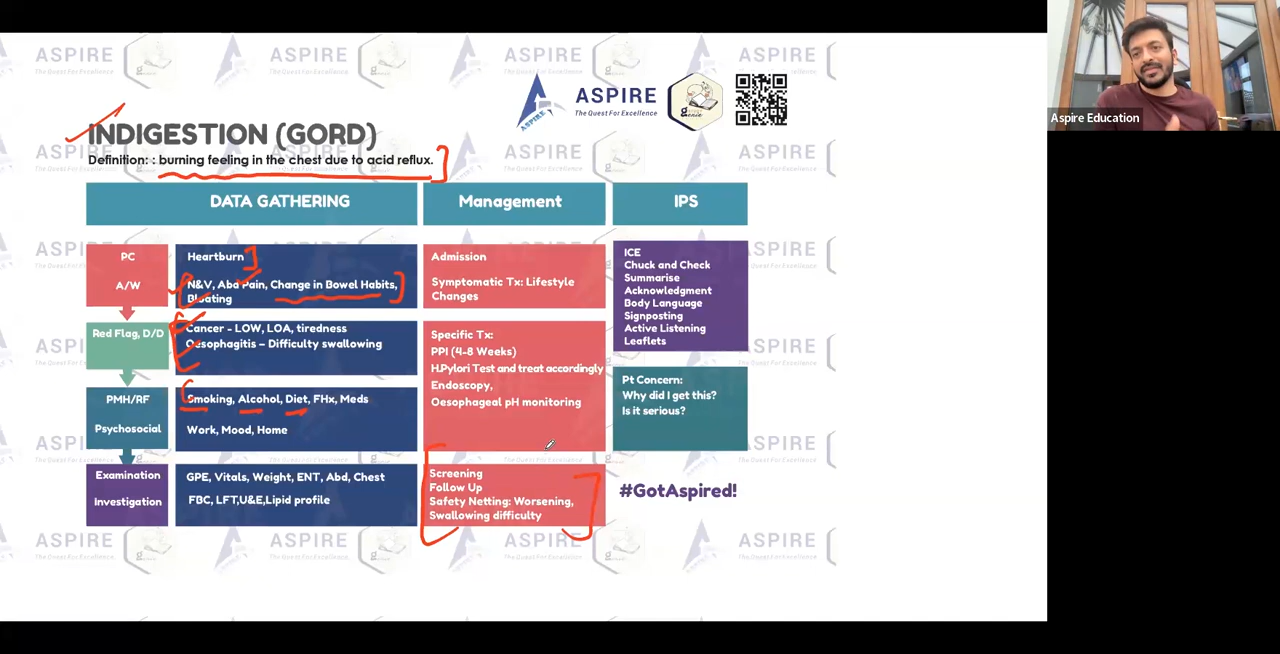 ASPIRE
The Quest For Excellence
INDIGESTION (GORD)
Definition: : burning feeling in the chest due to acid reflux.
DATA GATHERING
Management
IPS
PC
A/W
Heartburn
N&V, Abd Pain, Change in Bowel Habits,
Bloating
Admission
Symptomatic Tx: Lifestyle
Changes
ICE
Chuck and Check
Summarise
Acknowledgment
Body Language
Signposting
Active Listening
Leaflets
Red Flag, D/D
Cancer - LOW, LOA, tiredness
Oesophagitis – Difficulty swallowing
Specific Tx:
PPI (4-8 Weeks)
H.Pylori Test and treat accordingly
Endoscopy,
Oesophageal pH monitoring
PMH/RF
Psychosocial
Smoking, Alcohol, Diet, FHx, Meds
Work, Mood, Home
Pt Concern:
Why did I get this?
Is it serious?
Examination
Investigation
GPE, Vitals, Weight, ENT, Abd, Chest
FBC, LFT,U&E,Lipid profile
Screening
Follow Up
Safety Netting: Worsening,
Swallowing difficulty
#GotAspired!
Aspire Education